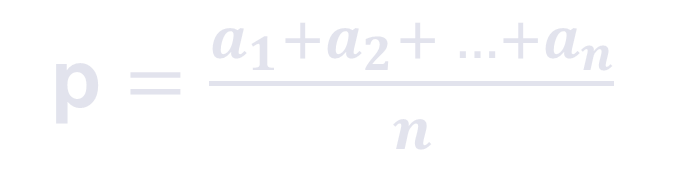 p = a₁+a₂+ ...+aₙ
n